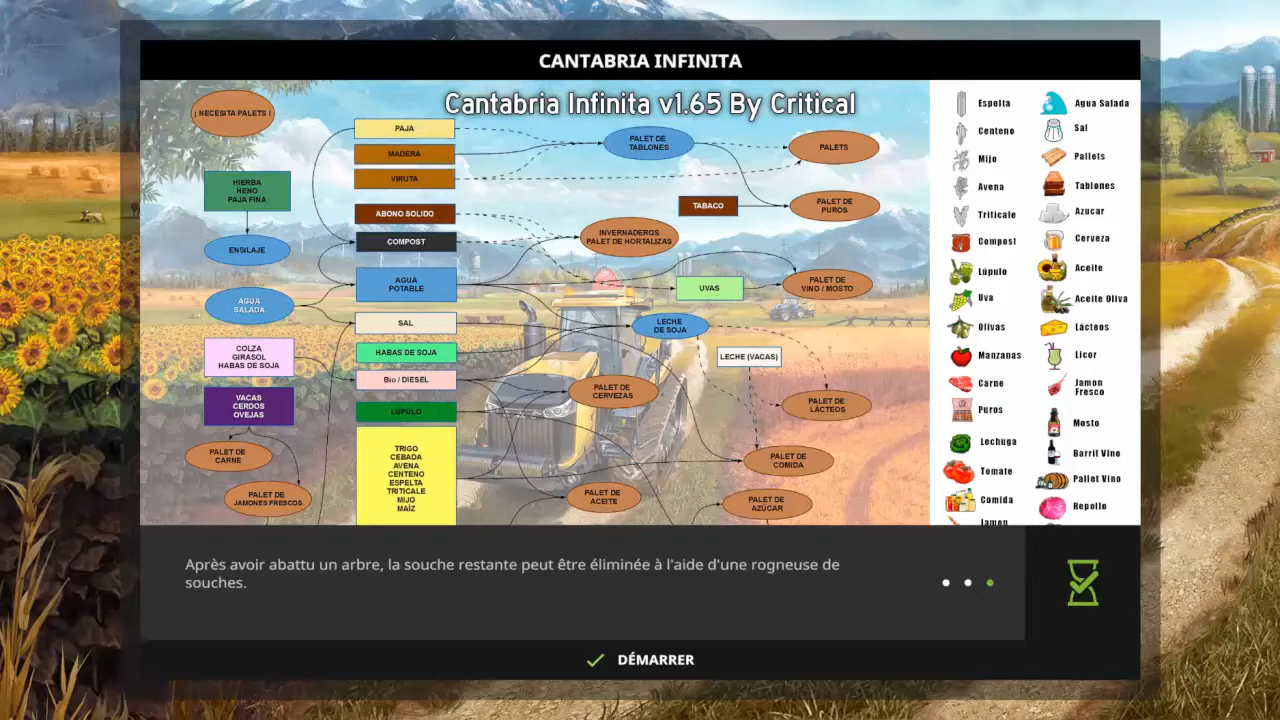 CANTABRIA INFINITA
Cantabria Infinita v1.65 By Critical
¡ NECESITA PALETS !
HIERBA
HENO
PAJA FINA
ENSILAJE
AGUA
SALADA
COLZA
GIRASOL
HABAS DE SOJA
VACAS
CERDOS
OVEJAS
PALET DE
CARNE
PALET DE
JAMONES FRESCOS
PAJA
MADERA
VIRUTA
ABONO SOLIDO
COMPOST
AGUA
POTABLE
SAL
HABAS DE SOJA
Bio / DIESEL
LÚPULO
TRIGO
CEBADA
AVENA
CENTENO
ESPELTA
TRITICALE
MIJO
MAÍZ
PALET DE
TABLONES
TABACO
INVERNADEROS
PALET DE HORTALIZAS
UVAS
LECHE
DE SOJA
LECHE (VACAS)
PALET DE
CERVEZAS
PALET DE
ACEITE
PALETS
PALET DE
PUROS
PALET DE
VINO / MOSTO
PALET DE
LÁCTEOS
PALET DE
COMIDA
PALET DE
AZÚCAR
Espelta
Centeno
Mijo
Avena
Triticale
Compost
Lúpulo
Uva
Olivas
Manzanas
Carne
Puros
Lechuga
Tomate
Comida
Jamon
Agua Salada
Sal
Pallets
Tablones
Azucar
Cerveza
Aceite
Aceite Oliva
Lácteos
Licor
Jamon
Fresco
Mosto
Barril Vino
Pallet Vino
Repollo
Après avoir abattu un arbre, la souche restante peut être éliminée à l'aide d'une rogneuse de
souches.
DÉMARRER